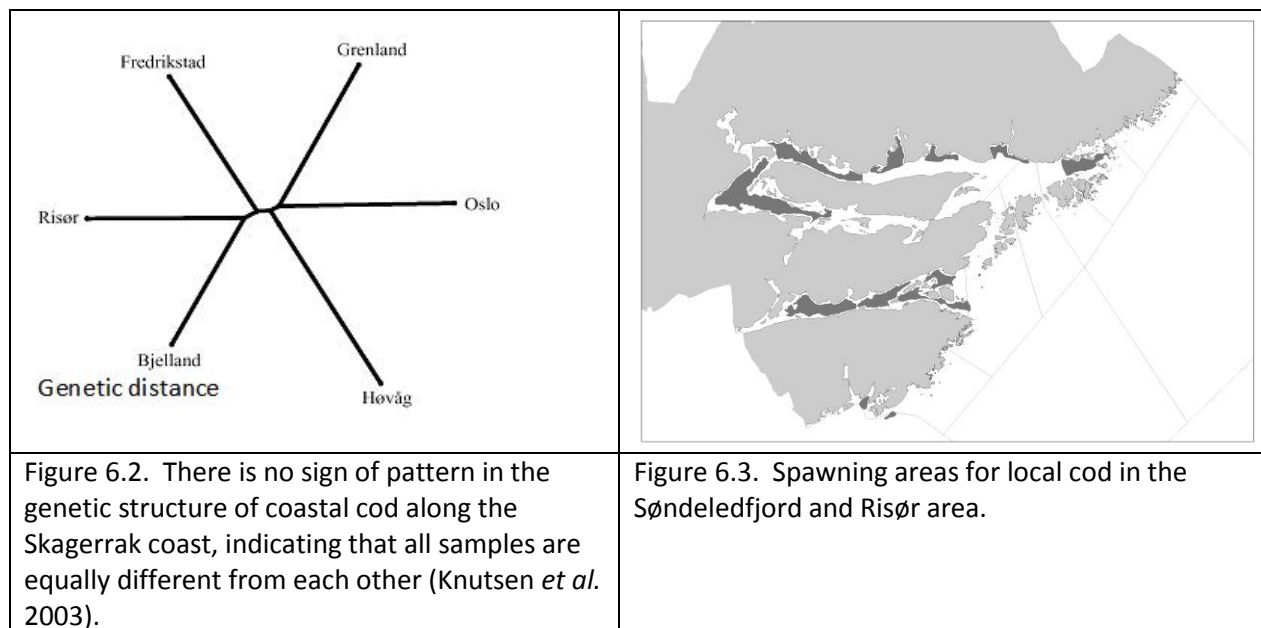 Grenland
Fredrikstad
Risør
Oslo
Bjelland
Genetic distance
Høvåg
Figure 6.2.  There is no sign of pattern in the
genetic structure of coastal cod along the
Skagerrak coast, indicating that all samples are
equally different from each other (Knutsen et al.
2003).
Figure 6.3.  Spawning areas for local cod in the
Søndeledfjord and Risør area.